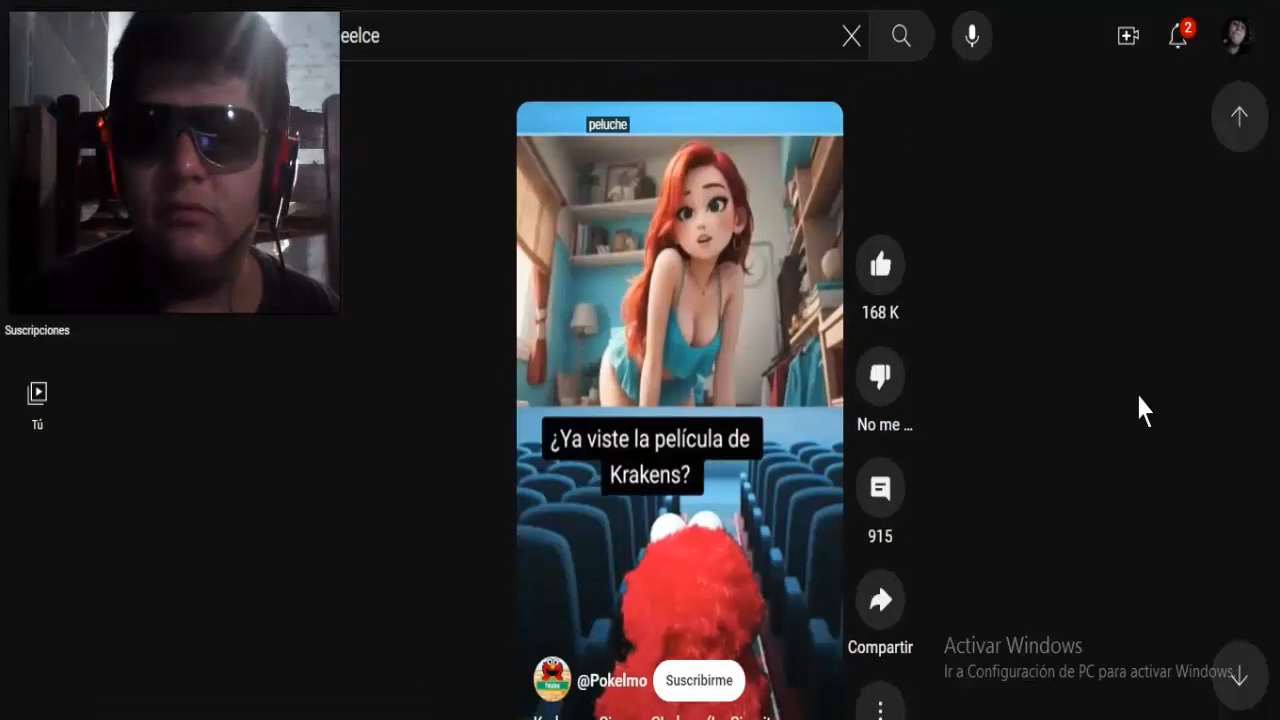 eelce
2
peluche
¿Ya viste la película de
Krakens?
168 K
No me ...
915
Compartir
Suscripciones
Tú
@Pokelmo
Suscribirme
Activar Windows
Ir a Configuración de PC para activar Windows.